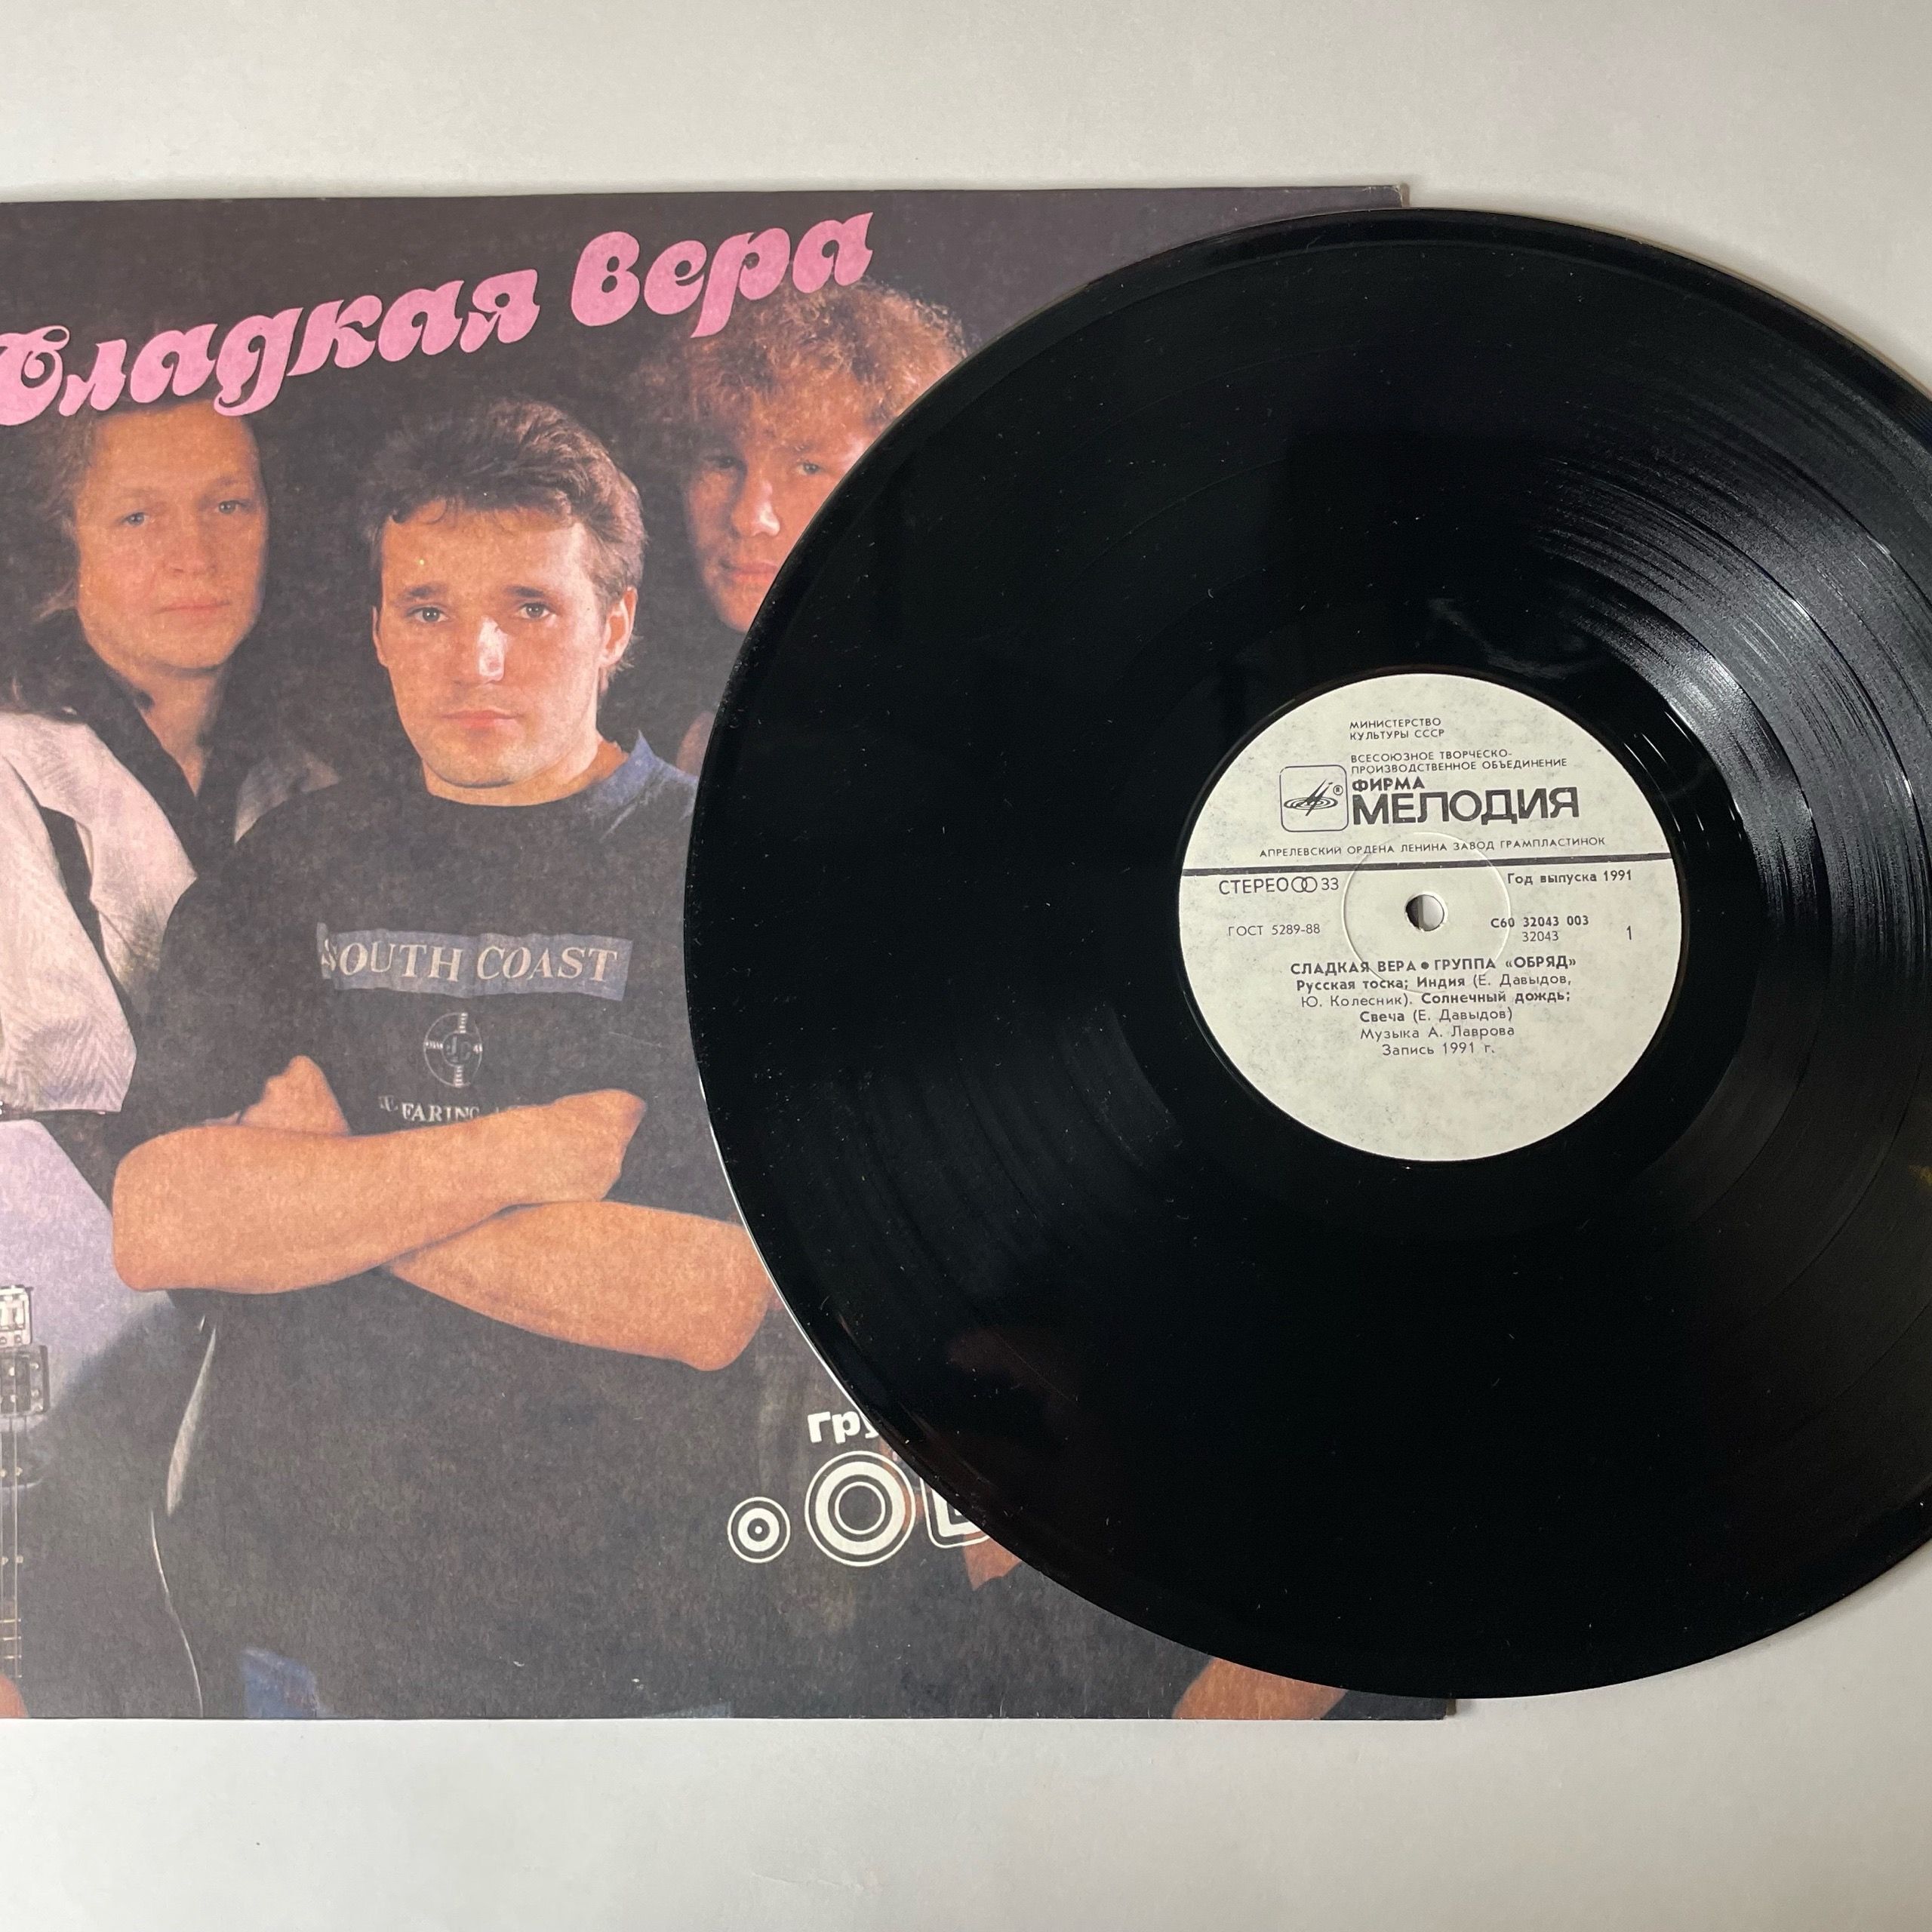 Сладкая вера
SOUTH COAST
Гру
МИНИСТЕРСТВО
КУЛЬТУРЫ СССР
ВСЕСОЮЗНОЕ ТВОРЧЕСКО-
ПРОИЗВОДСТВЕННОЕ ОБЪЕДИНЕНИЕ
ФИРМА
МЕЛОДИЯ
АПРЕЛЕВСКИЙ ОРДЕНА ЛЕНИНА ЗАВОД ГРАМПЛАСТИНОК
СТЕРЕО 33
Год выпуска 1991
ГОСТ 5289-88
С60 32043 003
32043
1
СЛАДКАЯ ВЕРА ● ГРУППА «ОБРЯД»
Русская тоска; Индия (Е. Давыдов,
Ю. Колесник). Солнечный дождь;
Свеча (Е. Давыдов)
Музыка А. Лаврова
Запись 1991 г.